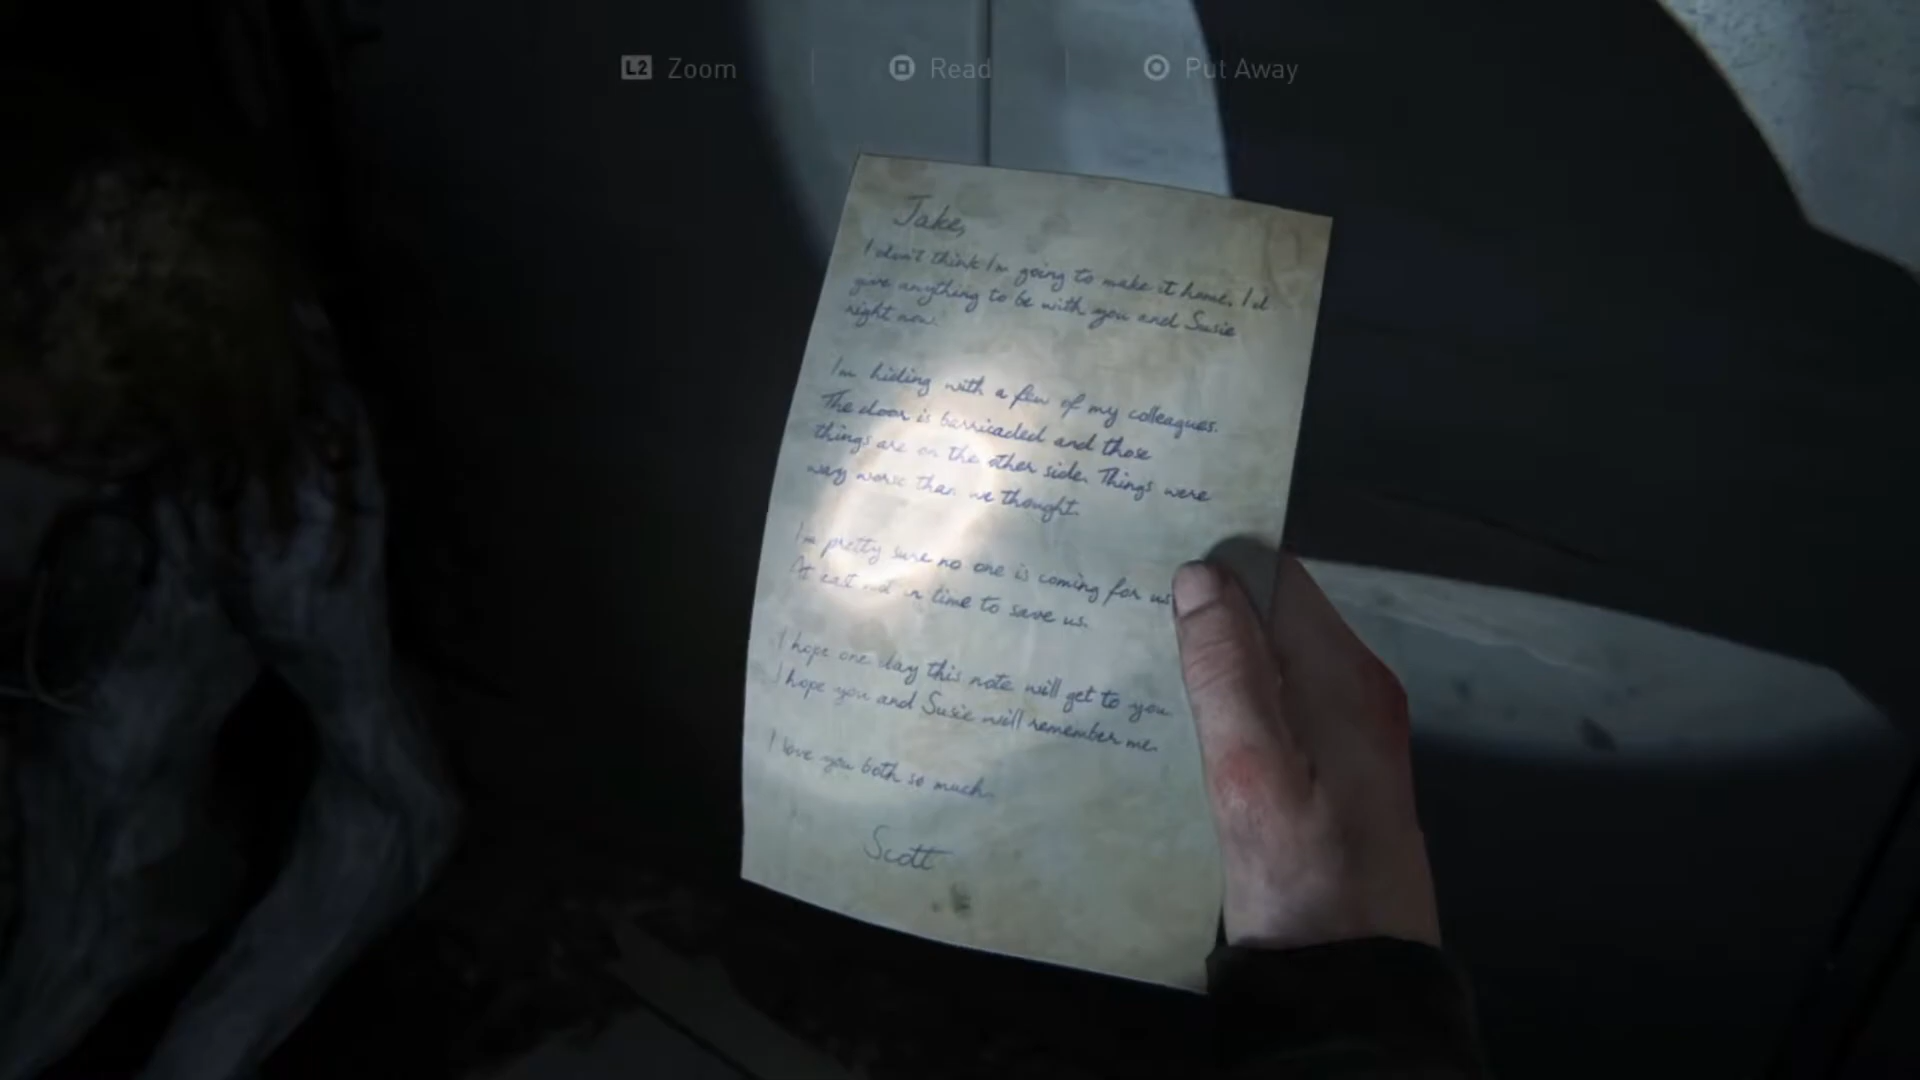 L2 Zoom
Read
Put Away
Jake,
I don't think I'm going to make it home. I'd
give anything to be with you and Susie
right now.
I'm hiding with a few of my colleagues.
The door is barricaded and those
things are on the other side. Things were
way worse than we thought.
I'm pretty sure no one is coming for us
At least not in time to save us.
I hope one day this note will get to you.
I hope you and Susie will remember me.
I love you both so much.
Scott